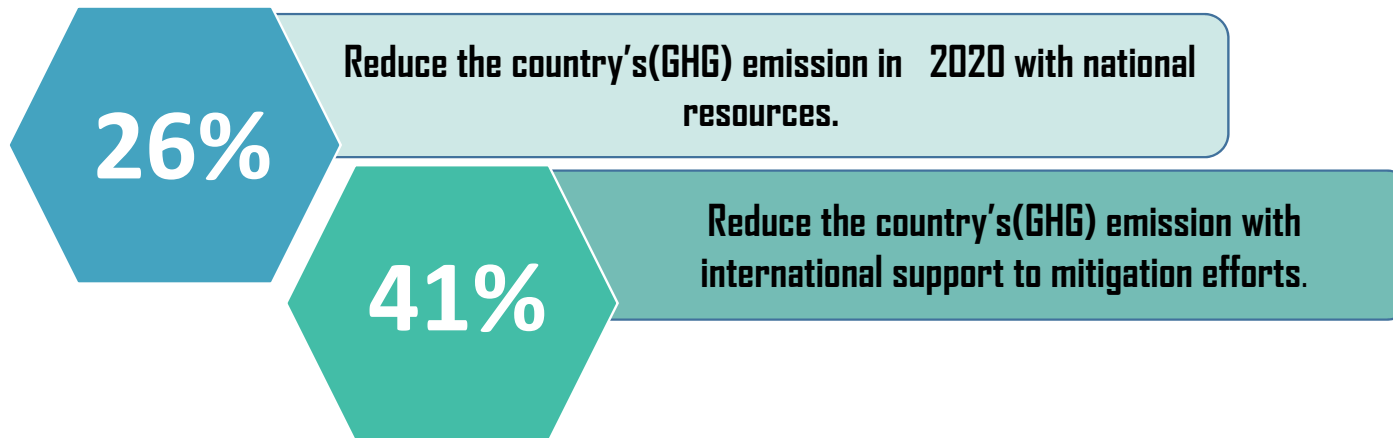 26%
Reduce the country's(GHG) emission in 2020 with national
resources.
41%
Reduce the country's(GHG) emission with
international support to mitigation efforts.